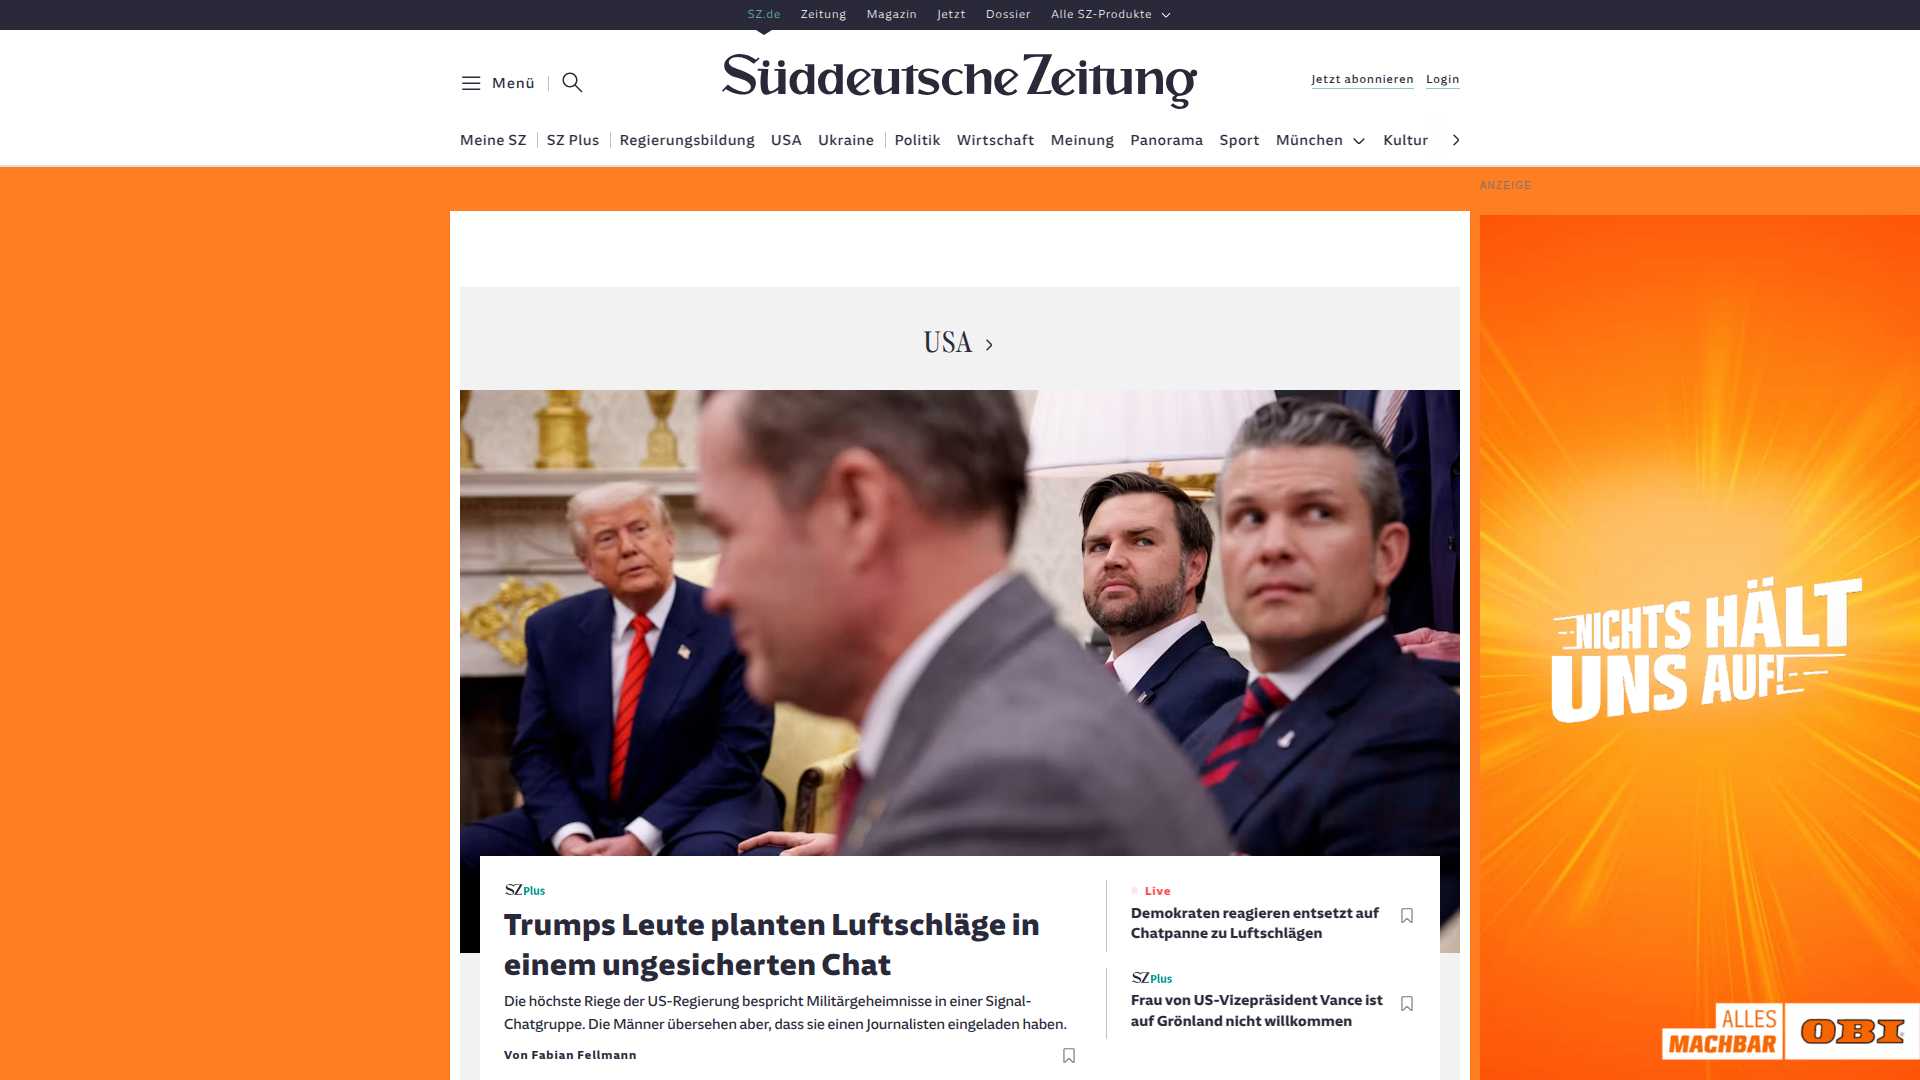 SZ.de Zeitung Magazin Jetzt Dossier Alle SZ-Produkte
Menü
Süddeutsche Zeitung
Jetzt abonnieren Login
Meine SZ SZ Plus Regierungsbildung USA Ukraine Politik Wirtschaft Meinung Panorama Sport München Kultur
ANZEIGE
USA
SZ Plus
Trumps Leute planten Luftschläge in
einem ungesicherten Chat
Die höchste Riege der US-Regierung bespricht Militärgeheimnisse in einer Signal-
Chatgruppe. Die Männer übersehen aber, dass sie einen Journalisten eingeladen haben.
Von Fabian Fellmann
Live
Demokraten reagieren entsetzt auf
Chatpanne zu Luftschlägen
SZ Plus
Frau von US-Vizepräsident Vance ist
auf Grönland nicht willkommen
NICHTS HÄLT
UNS AUF!
ALLES
MACHBAR
OBI